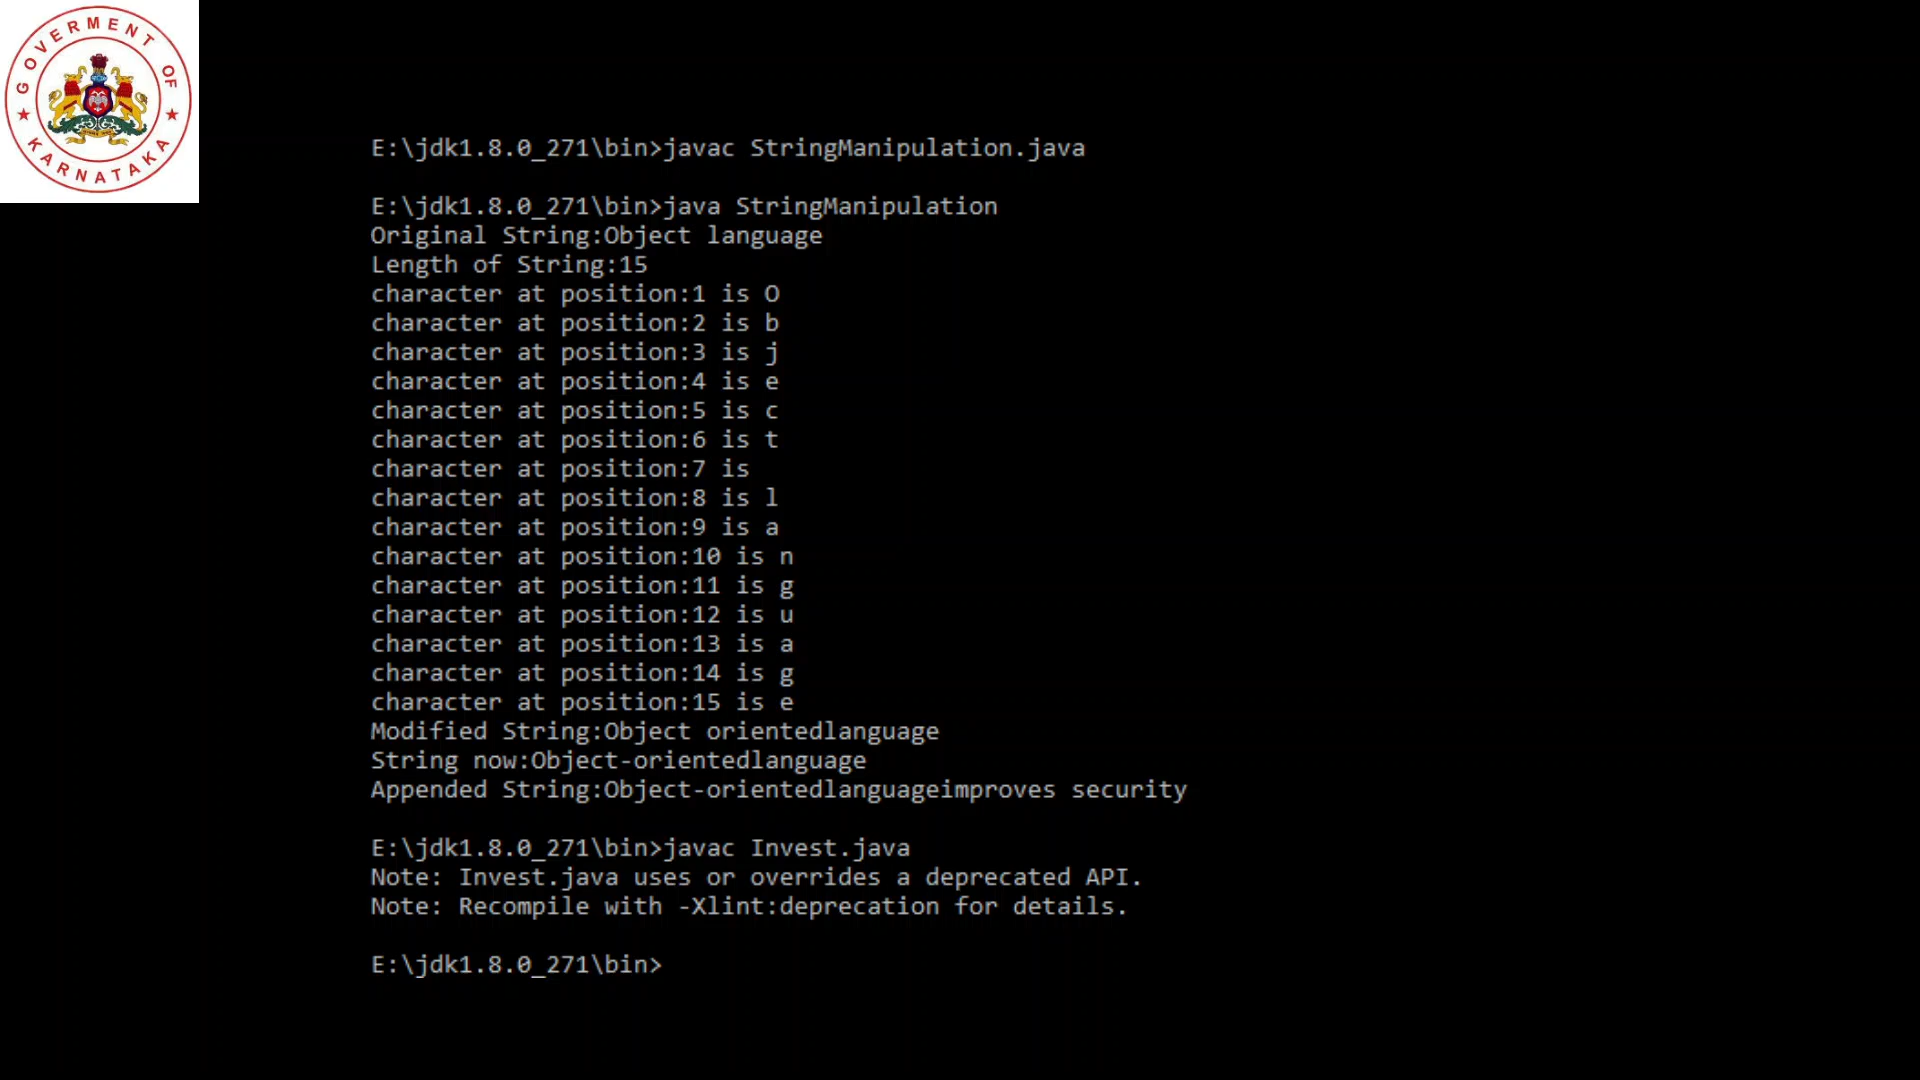 GOVERMENT OF
KARNATAKA
E:\jdk1.8.0_271\bin>javac StringManipulation.java
E:\jdk1.8.0_271\bin>java StringManipulation
Original String:Object language
Length of String:15
character at position:1 is O
character at position:2 is b
character at position:3 is j
character at position:4 is e
character at position:5 is c
character at position:6 is t
character at position:7 is
character at position:8 is l
character at position:9 is a
character at position:10 is n
character at position:11 is g
character at position:12 is u
character at position:13 is a
character at position:14 is g
character at position:15 is e
Modified String:Object orientedlanguage
String now:Object-orientedlanguage
Appended String:Object-orientedlanguageimproves security
E:\jdk1.8.0_271\bin>javac Invest.java
Note: Invest.java uses or overrides a deprecated API.
Note: Recompile with -Xlint:deprecation for details.
E:\jdk1.8.0_271\bin>